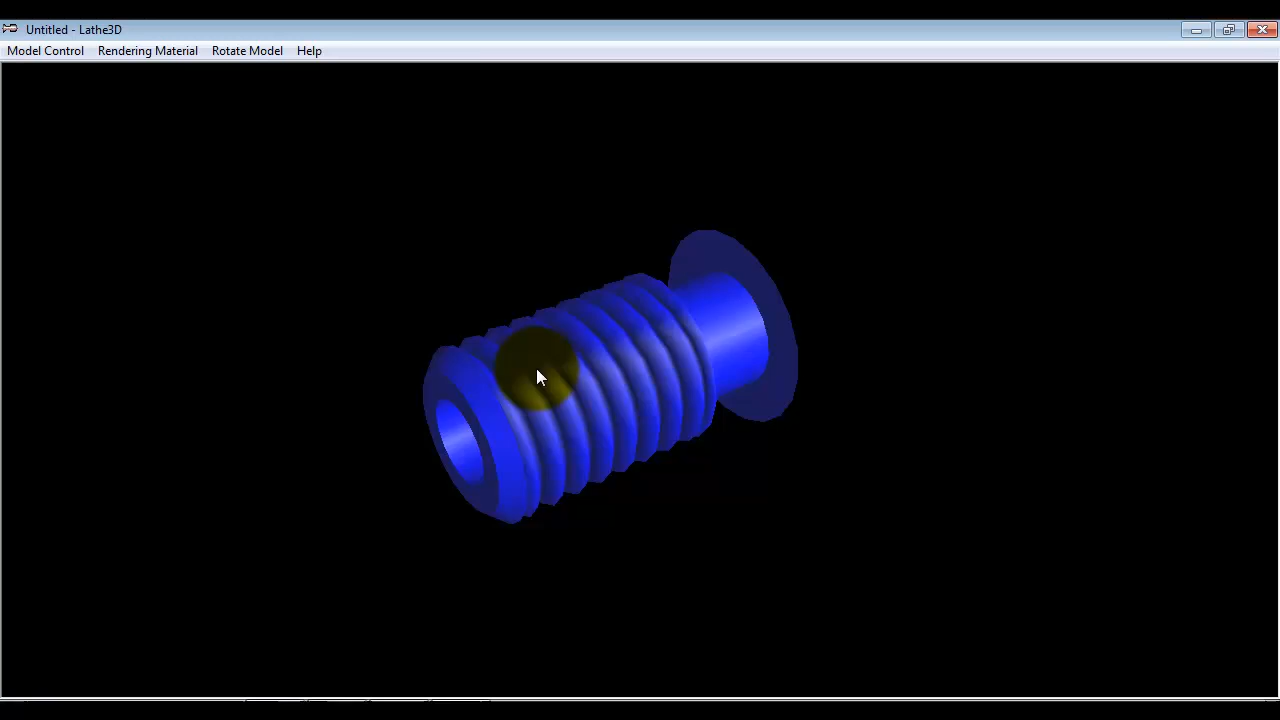 Untitled - Lathe3D
Model Control Rendering Material Rotate Model Help